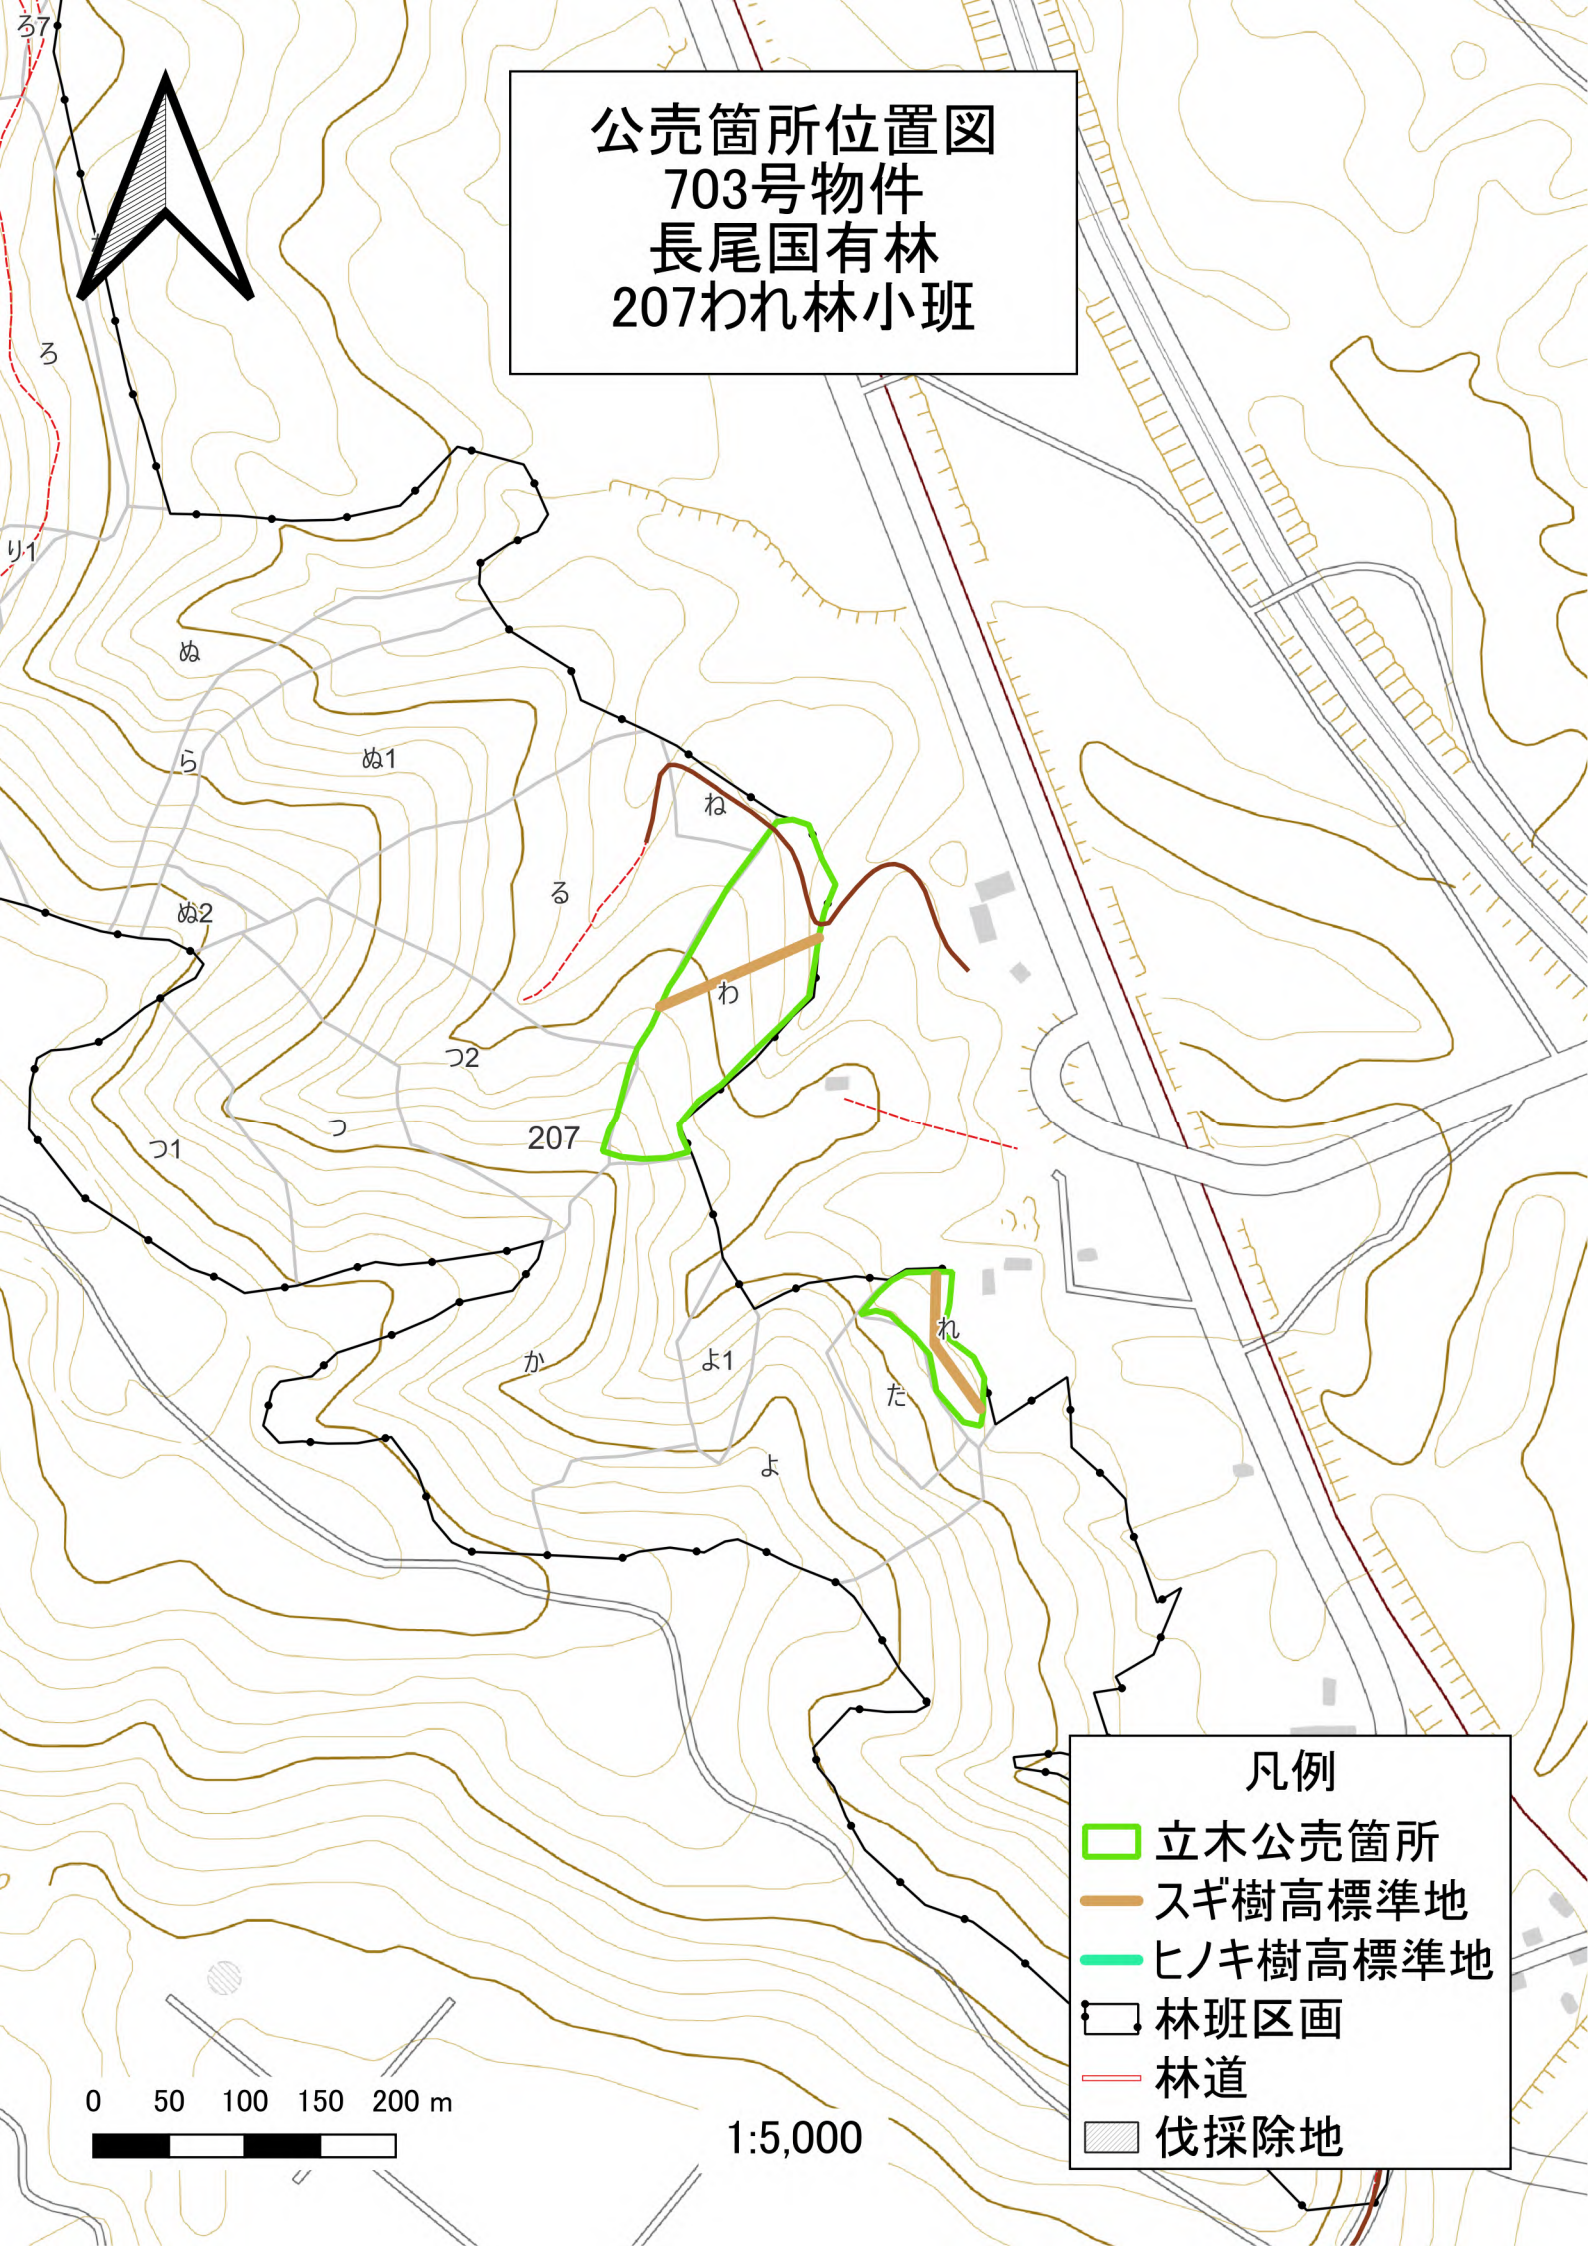 公売箇所位置図
703号物件
長尾国有林
207われ林小班
ろ7
ろ
り1
ぬ
ら
ぬ1
ね
る
ぬ2
わ
つ2
つ
つ1
207
れ
か
よ1
た
よ
凡例
立木公売箇所
スギ樹高標準地
ヒノキ樹高標準地
林班区画
林道
伐採除地
0 50 100 150 200 m
1:5,000